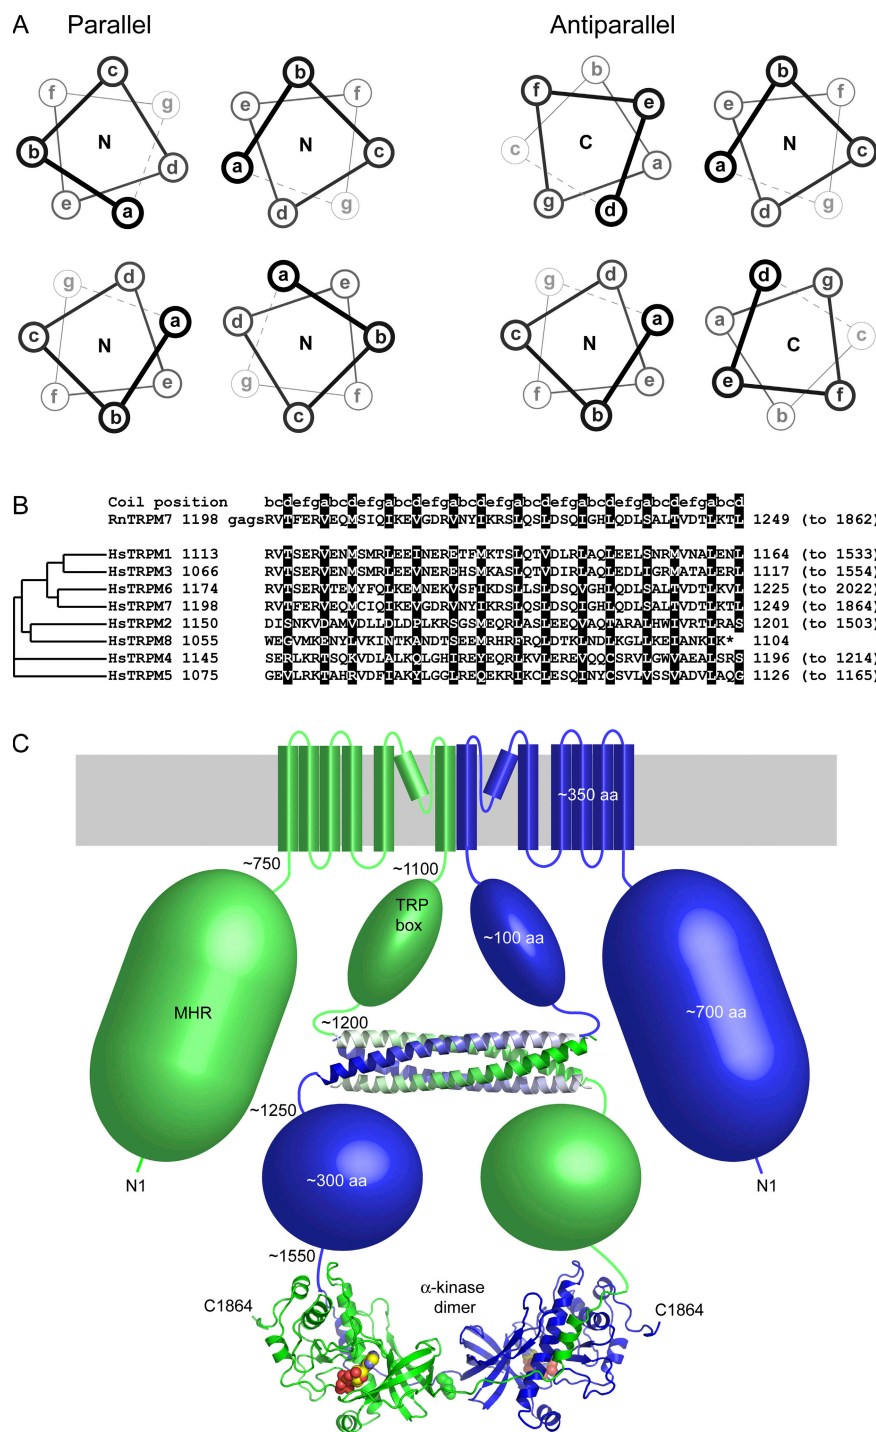 A
Parallel
Antiparallel
c
b
b
e
f
g
e
f
f
e
b
f
N
N
C
N
b
d
a
c
c
a
a
c
e
a
d
g
g
d
d
g
g
d
a
e
g
d
d
g
c
a
d
b
c
a
a
c
N
N
N
C
f
e
g
f
f
e
e
f
b
c
b
b
B
Coil position bcdefgabcdefgabcdefgabcdefgabcdefgabcdefgabcdefgabcd
RnTRPM7 1198 gagsRVTFERVEQMSIQIKEVGDRVNYIKRSLQSLDSQIGHLQDLSALTVDTLKTL 1249 (to 1862)
HsTRPM1 1113 RVTSERVENMSMRLEEINERETFMKTSLQTVDLRLAQLEELSNRMVNALENL 1164 (to 1533)
HsTRPM3 1066 RVTSERVENMSMRLEEVNEREHSMKASLQTVDIRLAQLEDLIGRMATALERL 1117 (to 1554)
HsTRPM6 1174 RVTSERVTEMYFQLKEMNEKVSFIKDSLLSLDSQVGHLQDLSALTVDTLKVL 1225 (to 2022)
HsTRPM7 1198 RVTFERVEQMCIQIKEVGDRVNYIKRSLQSLDSQIGHLQDLSALTVDTLKTL 1249 (to 1864)
HsTRPM2 1150 DISNKVDAMVDLLDLDPLKRSGSMEQRLASLEEQVAQTARALHWIVRTLRAS 1201 (to 1503)
HsTRPM8 1055 WEGVMKENYLVKINTKANDTSEEMRHRFRQLDTKLNDLKGLLKEIANKIK* 1104
HsTRPM4 1145 SERLKRTSQKVDLALKQLGHIREYEQRLKVLEREVQQCSRVLGWVAEALSRS 1196 (to 1214)
HsTRPM5 1075 GEVLRKTAHRVDFIAKYLGGLREQEKRIKCLESQINYCSVLVSSVADVLAQG 1126 (to 1165)
C
~350 aa
~750
~1100
TRP
box
~100 aa
MHR
~700 aa
~1200
~1250
N1
~300 aa
N1
~1550
α-kinase
dimer
C1864
C1864